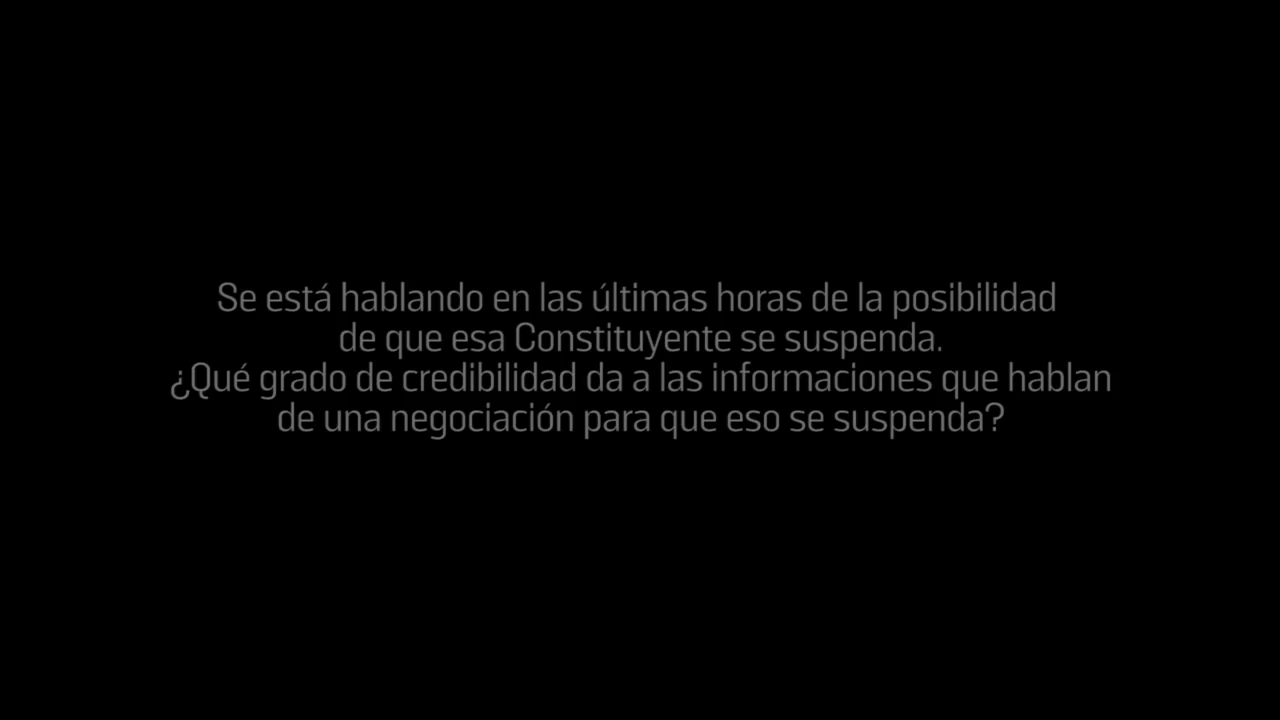 Se está hablando en las últimas horas de la posibilidad
de que esa Constituyente se suspenda.
¿Qué grado de credibilidad da a las informaciones que hablan
de una negociación para que eso se suspenda?